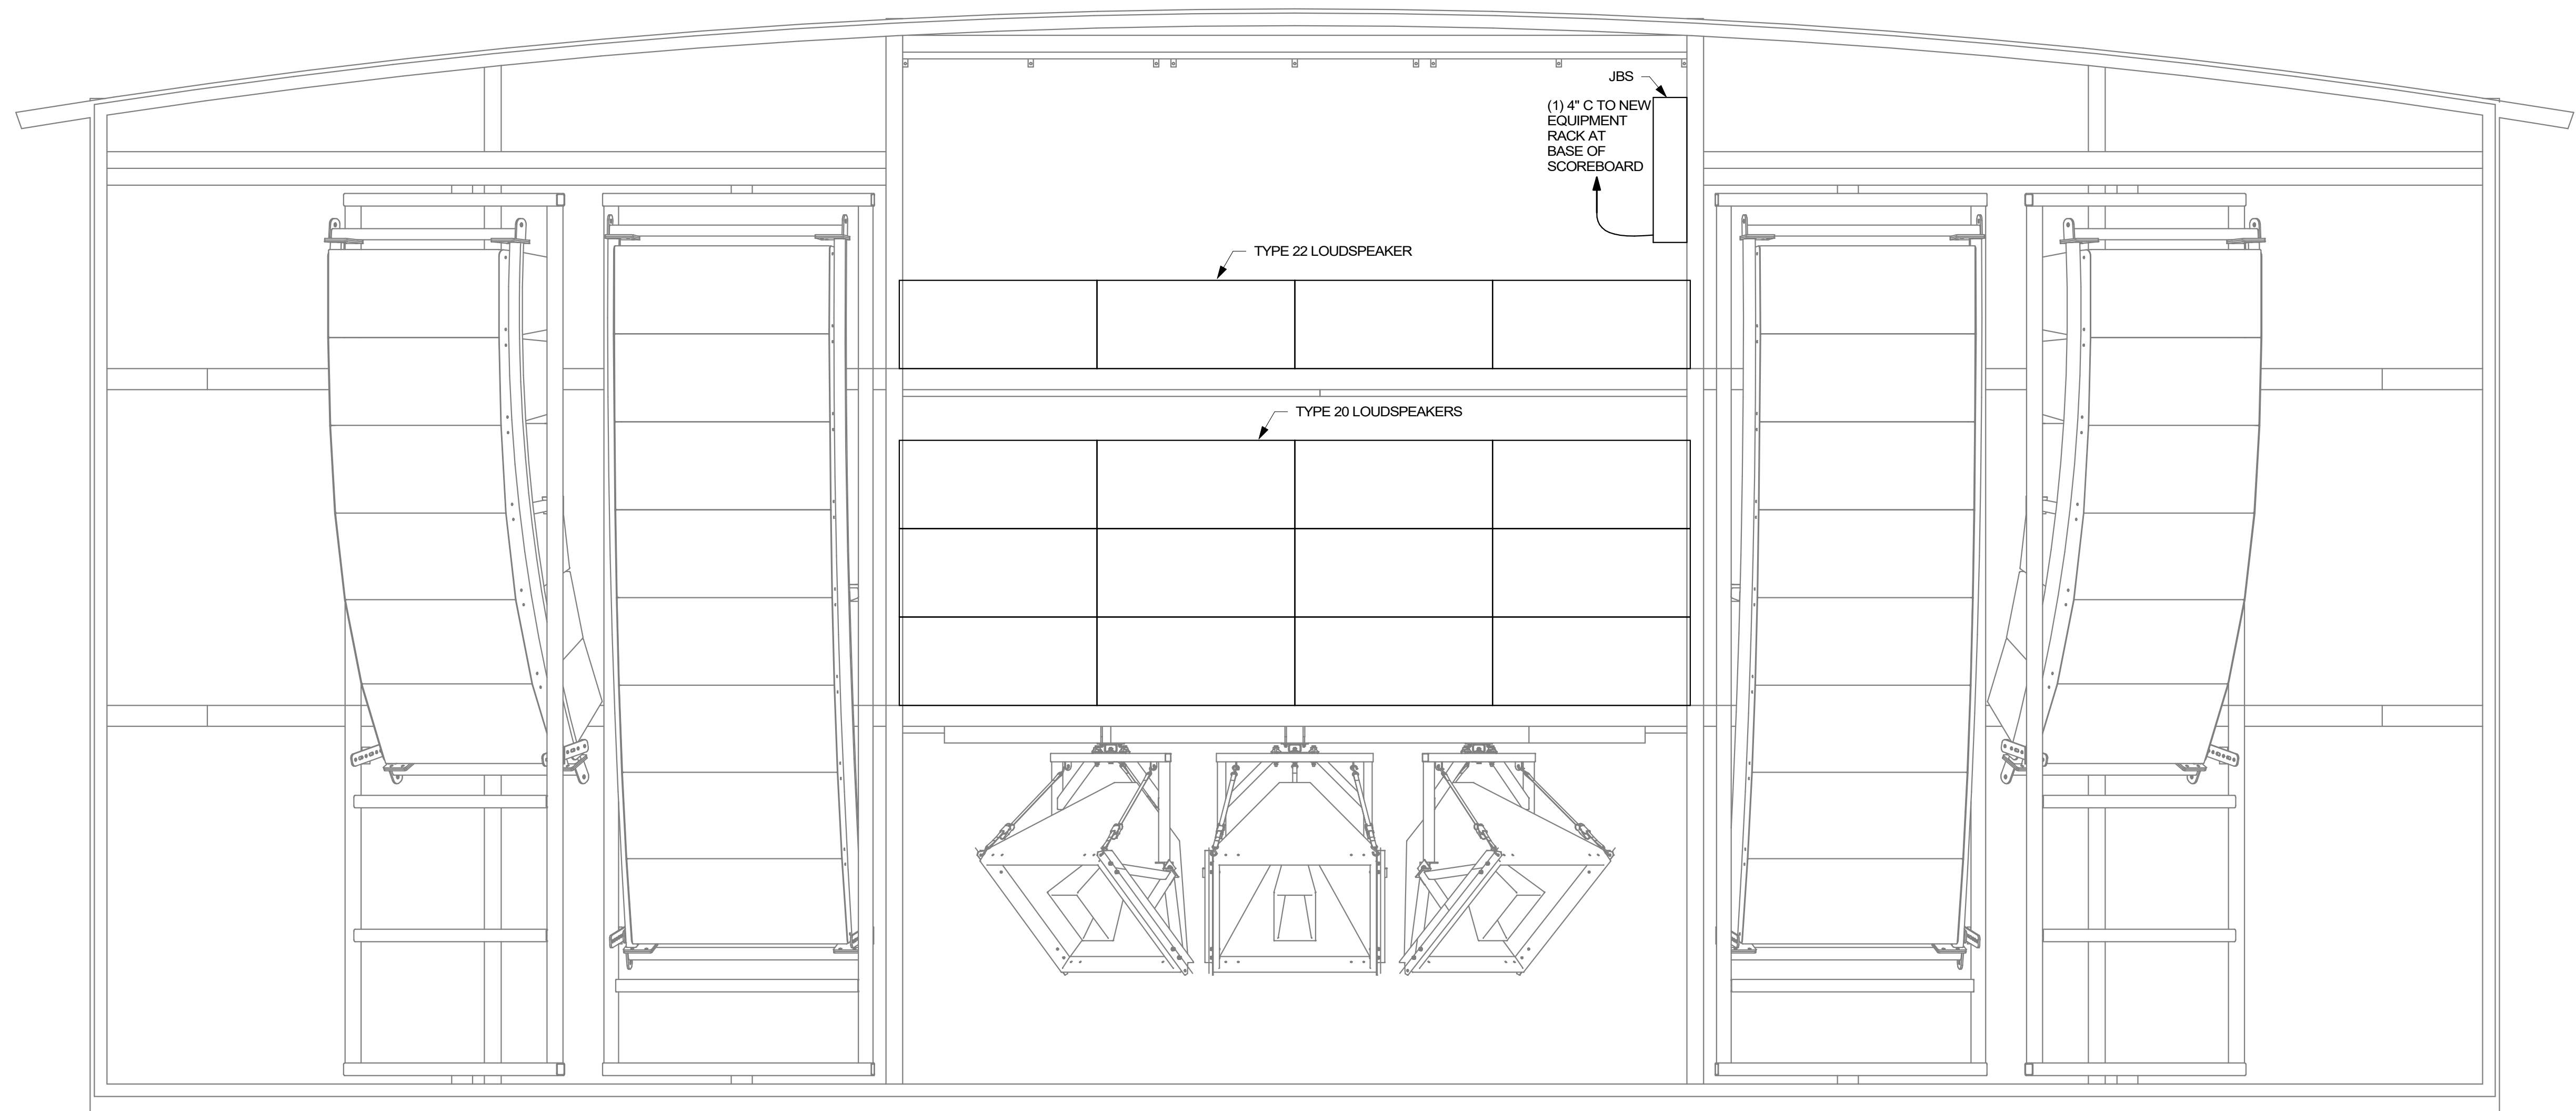 JBS
(1) 4" C TO NEW
EQUIPMENT
RACK AT
BASE OF
SCOREBOARD
TYPE 22 LOUDSPEAKER
TYPE 20 LOUDSPEAKERS